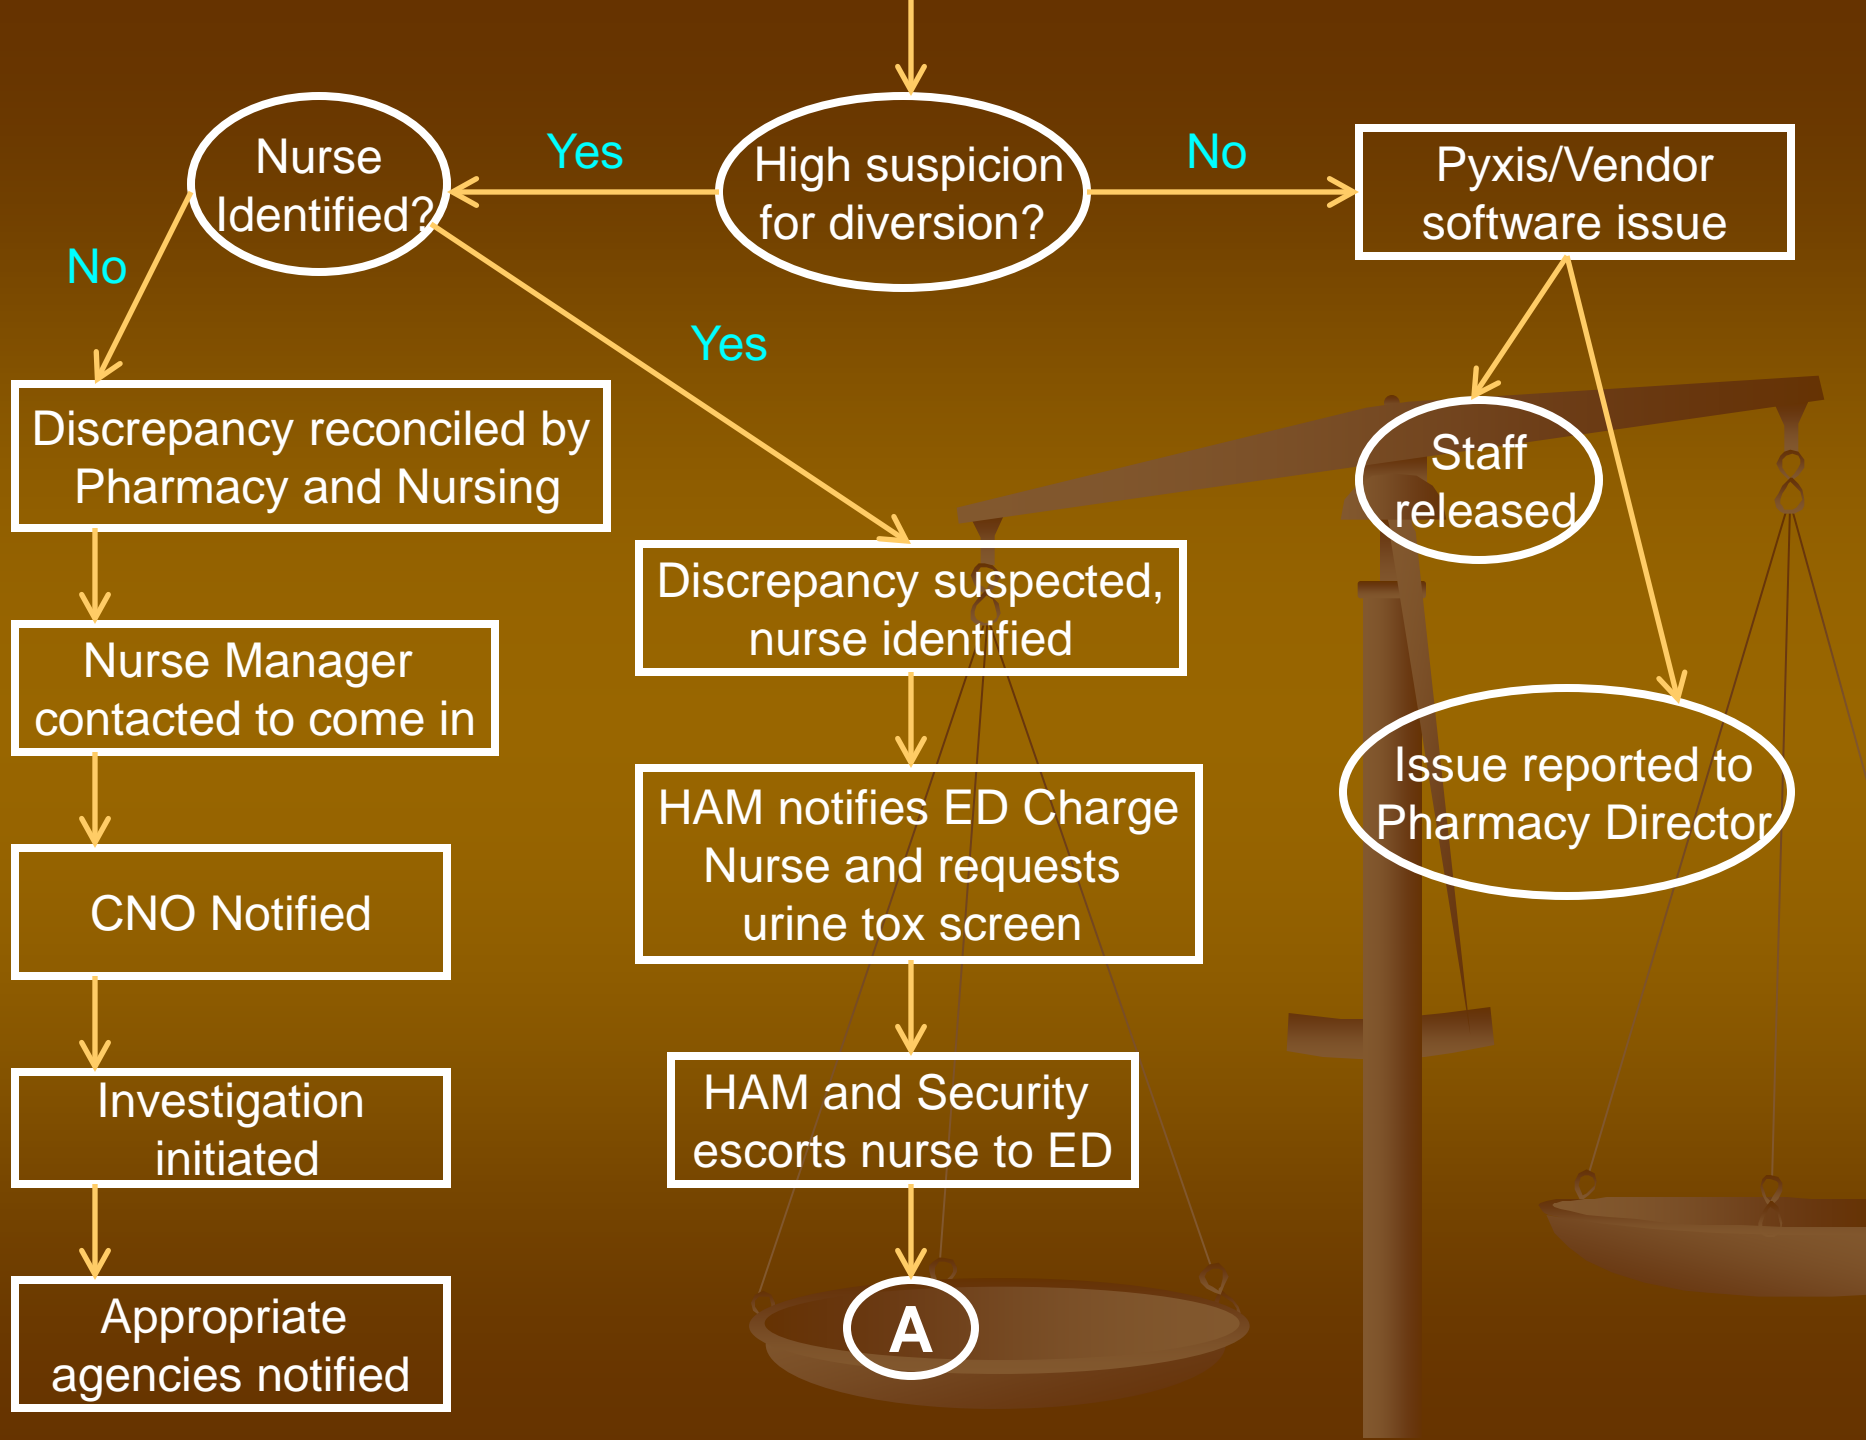 Nurse
Identified?
Yes
High suspicion
for diversion?
No
Pyxis/Vendor
software issue
No
Yes
Discrepancy reconciled by
Pharmacy and Nursing
Staff
released
Discrepancy suspected,
nurse identified
Nurse Manager
contacted to come in
Issue reported to
Pharmacy Director
HAM notifies ED Charge
Nurse and requests
urine tox screen
CNO Notified
HAM and Security
escorts nurse to ED
Investigation
initiated
A
Appropriate
agencies notified